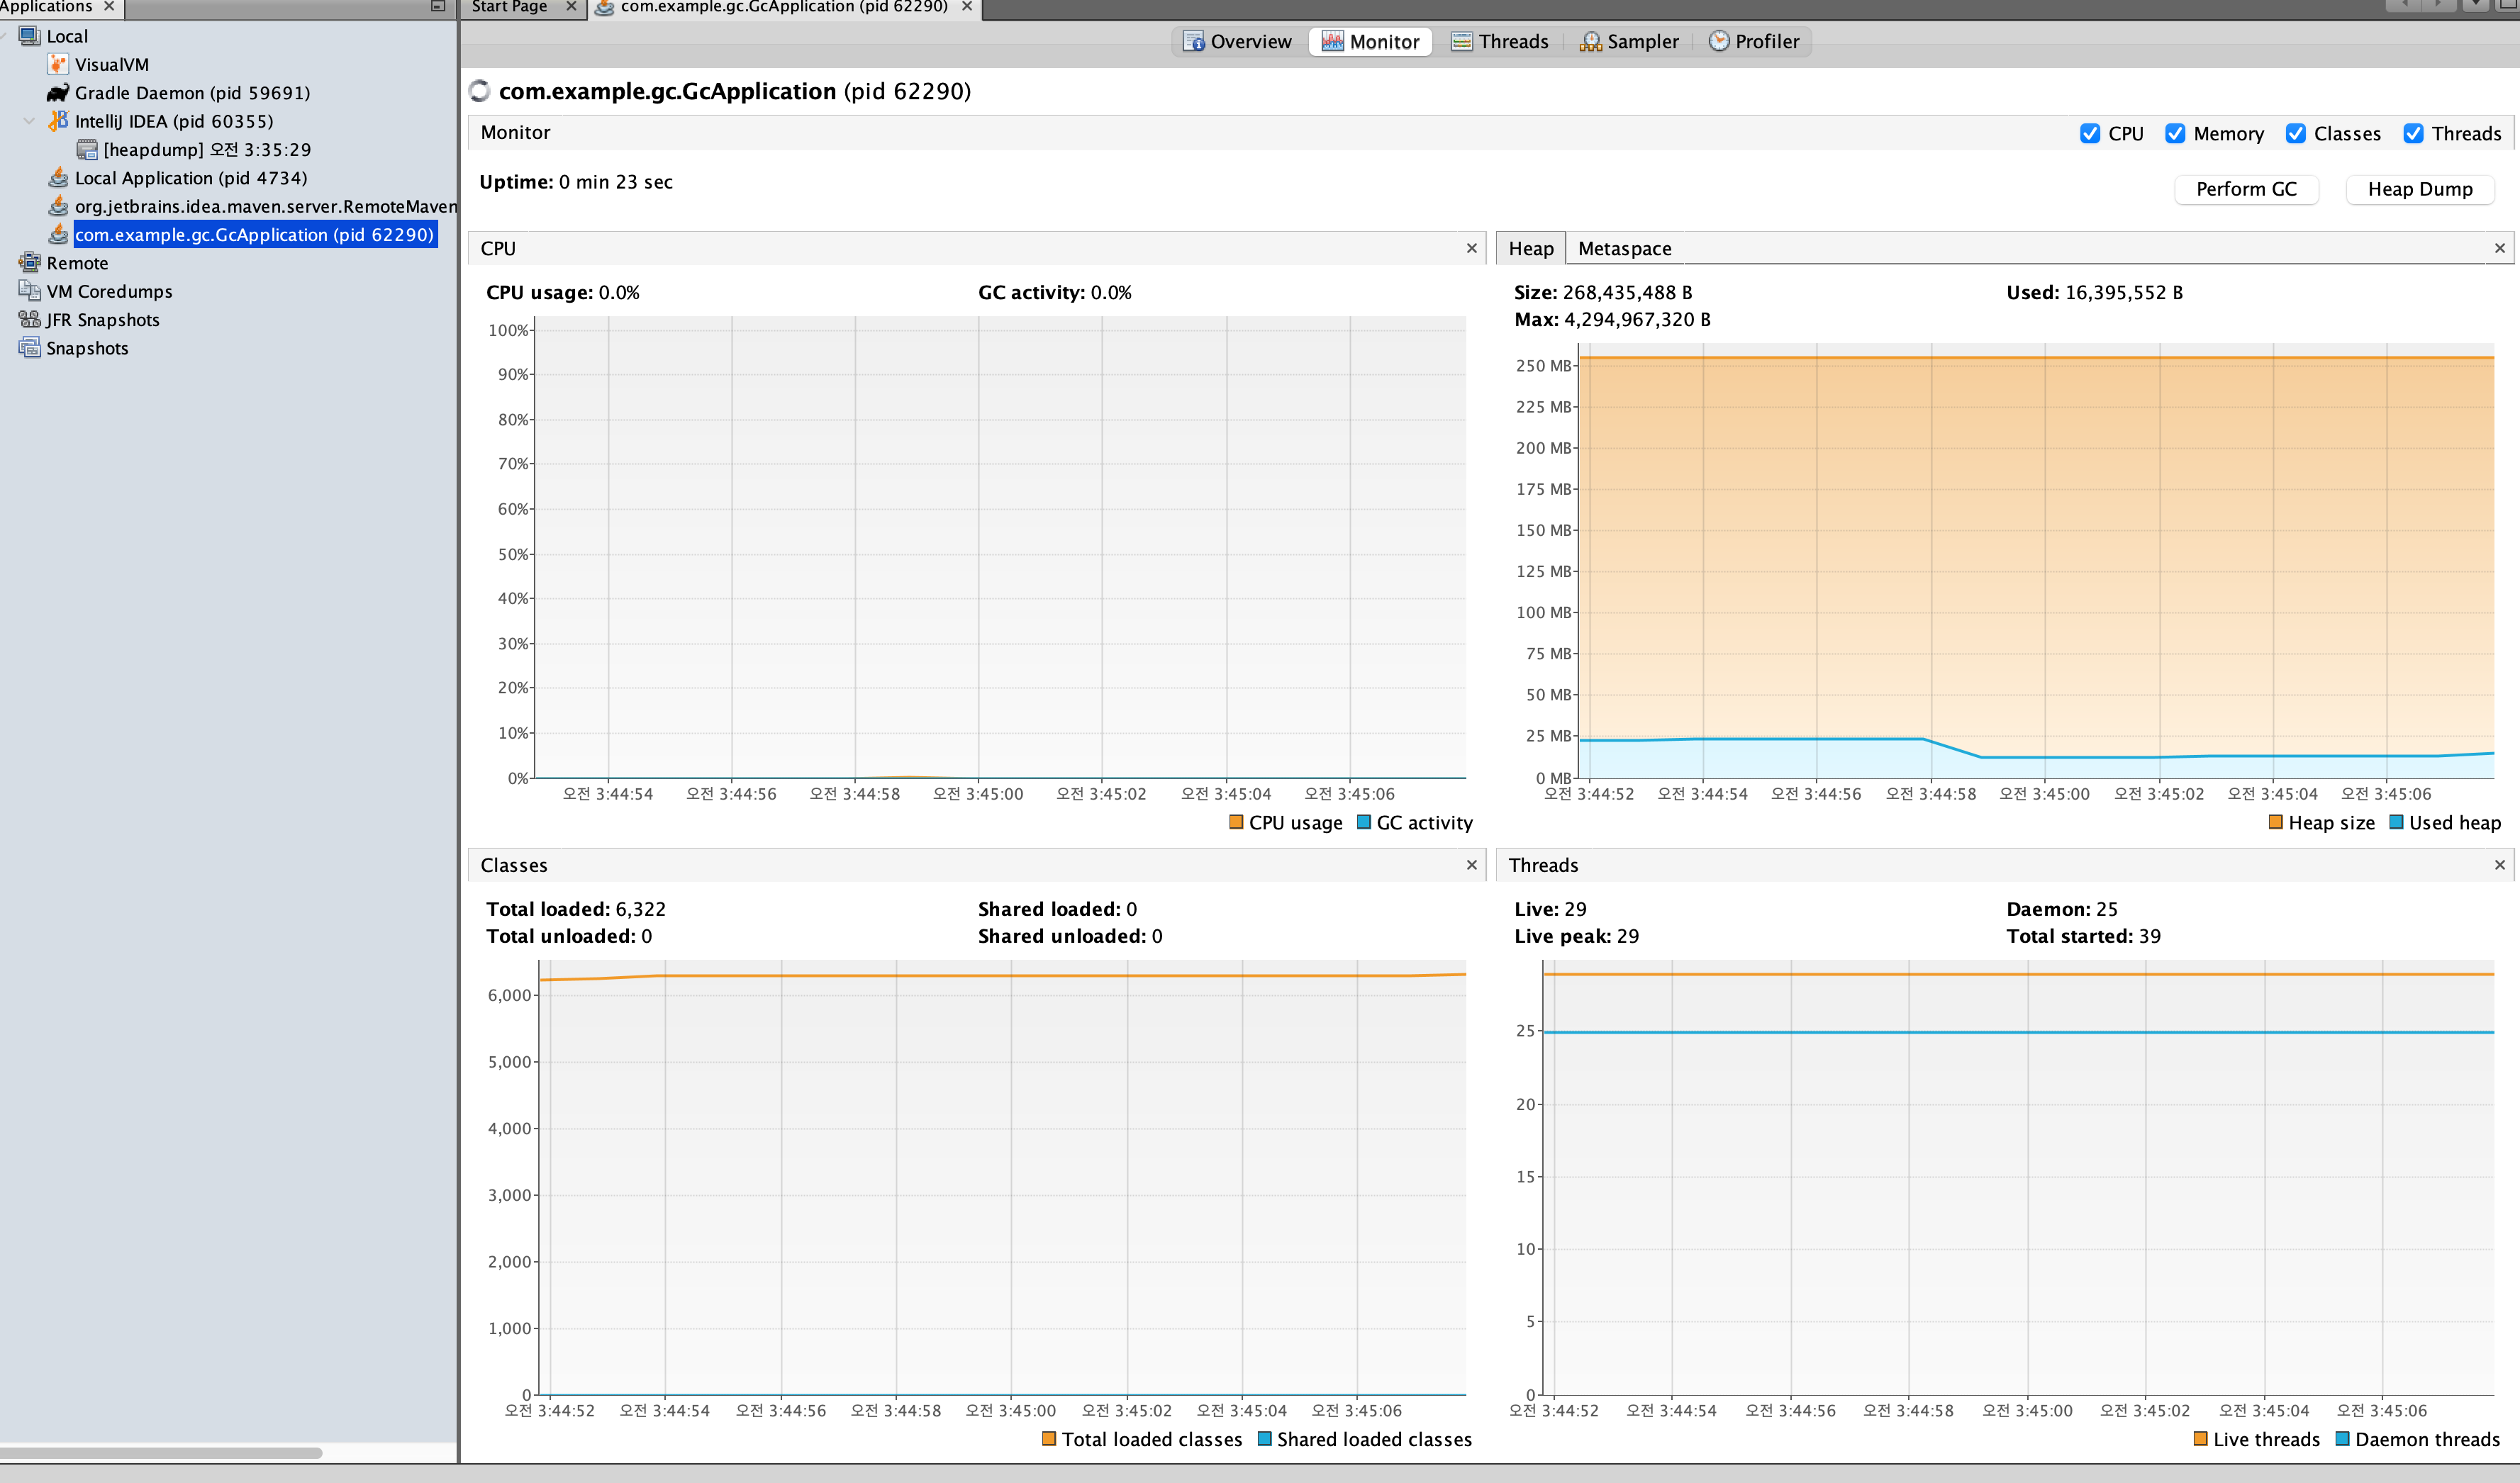 Applications
Start Page
com.example.gc.GcApplication (pid 62290)
Local
VisualVM
Gradle Daemon (pid 59691)
IntelliJ IDEA (pid 60355)
[heapdump] 오전 3:35:29
Local Application (pid 4734)
org.jetbrains.idea.maven.server.RemoteMaven
com.example.gc.GcApplication (pid 62290)
Remote
VM Coredumps
JFR Snapshots
Snapshots
Overview Monitor Threads Sampler Profiler
com.example.gc.GcApplication (pid 62290)
Monitor
CPU Memory Classes Threads
Uptime: 0 min 23 sec
Perform GC Heap Dump
CPU
CPU usage: 0.0% GC activity: 0.0%
100%
90%
80%
70%
60%
50%
40%
30%
20%
10%
0%
오전 3:44:54 오전 3:44:56 오전 3:44:58 오전 3:45:00 오전 3:45:02 오전 3:45:04 오전 3:45:06
CPU usage GC activity
Heap Metaspace
Size: 268,435,488 B Used: 16,395,552 B
Max: 4,294,967,320 B
250 MB
225 MB
200 MB
175 MB
150 MB
125 MB
100 MB
75 MB
50 MB
25 MB
0 MB
오전 3:44:52 오전 3:44:54 오전 3:44:56 오전 3:44:58 오전 3:45:00 오전 3:45:02 오전 3:45:04 오전 3:45:06
Heap size Used heap
Classes
Total loaded: 6,322 Shared loaded: 0
Total unloaded: 0 Shared unloaded: 0
6,000
5,000
4,000
3,000
2,000
1,000
0
오전 3:44:52 오전 3:44:54 오전 3:44:56 오전 3:44:58 오전 3:45:00 오전 3:45:02 오전 3:45:04 오전 3:45:06
Total loaded classes Shared loaded classes
Threads
Live: 29 Daemon: 25
Live peak: 29 Total started: 39
25
20
15
10
5
0
오전 3:44:52 오전 3:44:54 오전 3:44:56 오전 3:44:58 오전 3:45:00 오전 3:45:02 오전 3:45:04 오전 3:45:06
Live threads Daemon threads